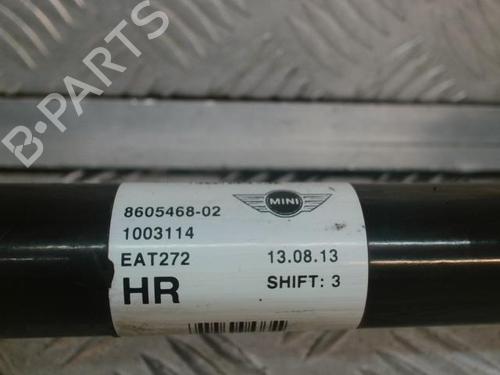 B-PARTS
MINI
8605468-02
1003114
EAT272 13.08.13
HR SHIFT: 3